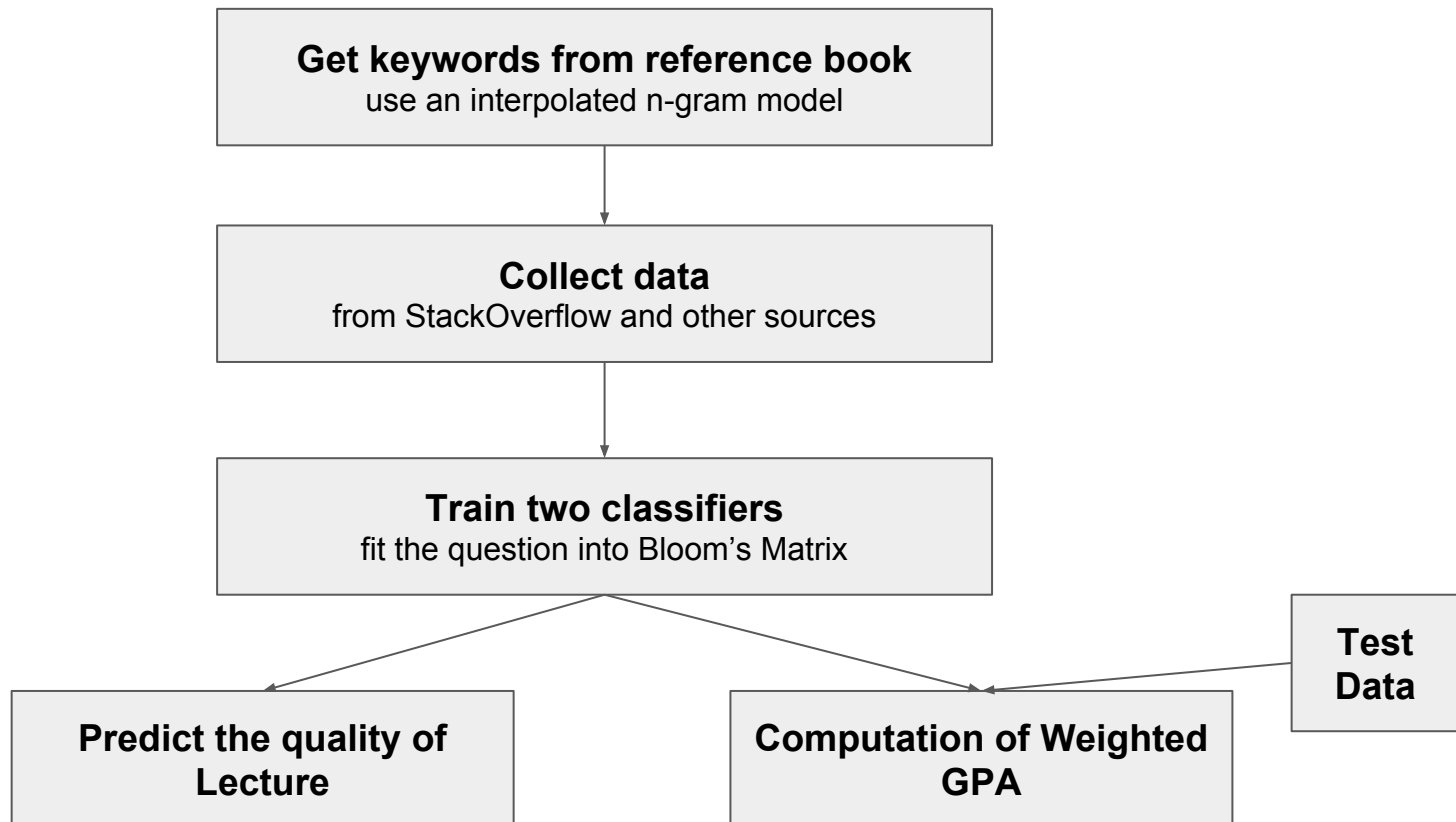 Get keywords from reference book
use an interpolated n-gram model
Collect data
from StackOverflow and other sources
Train two classifiers
fit the question into Bloom’s Matrix
Test
Data
Predict the quality of
Lecture
Computation of Weighted
GPA